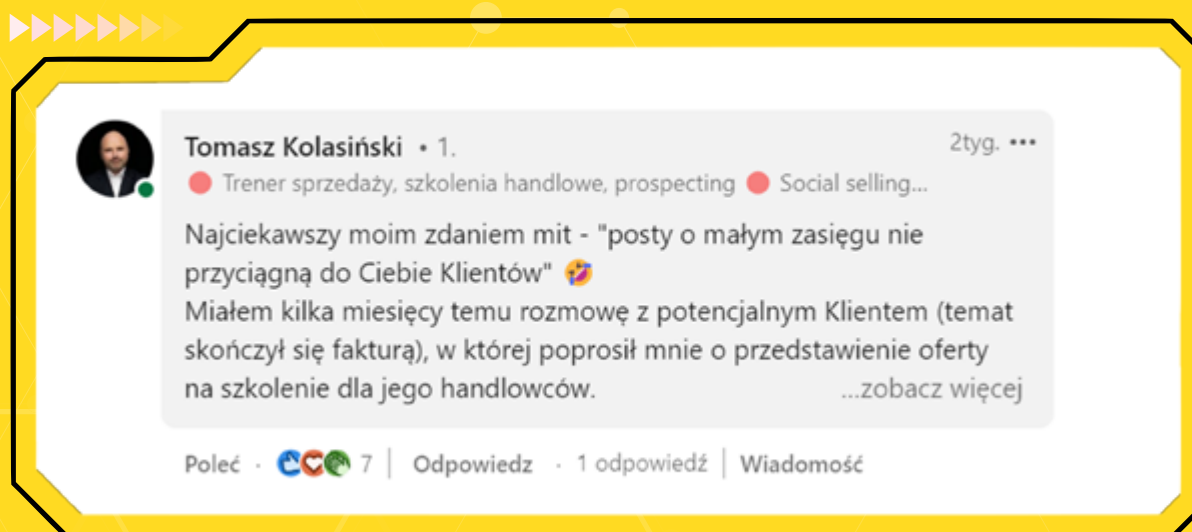 Tomasz Kolasiński • 1.
2tyg. •••
Trener sprzedaży, szkolenia handlowe, prospecting 🔴 Social selling...
Najciekawszy moim zdaniem mit - "posty o małym zasięgu nie
przyciągną do Ciebie Klientów" 🤣
Miałem kilka miesięcy temu rozmowę z potencjalnym Klientem (temat
skończył się fakturą), w której poprosił mnie o przedstawienie oferty
na szkolenie dla jego handlowców.
...zobacz więcej
Poleć · 7 | Odpowiedz · 1 odpowiedź | Wiadomość